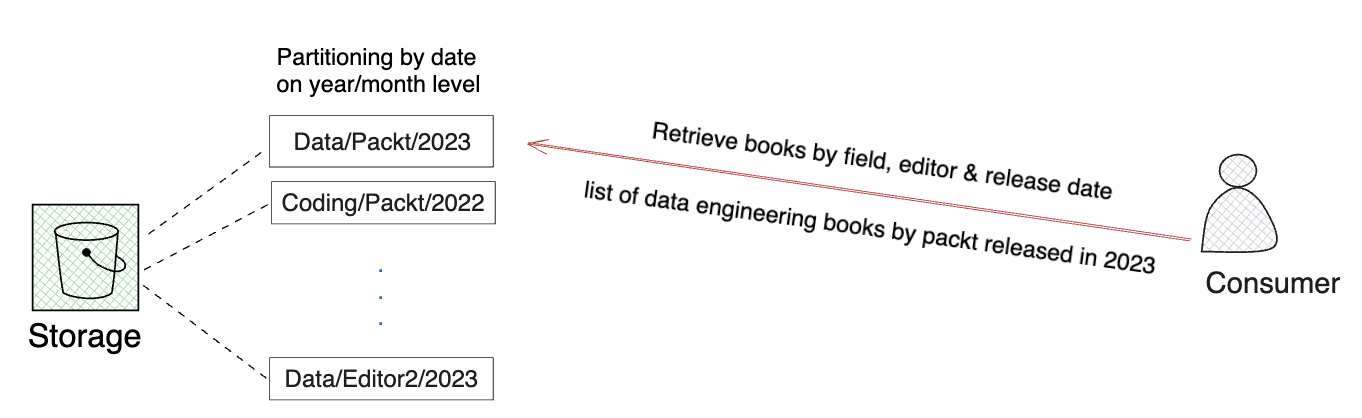 Partitioning by date
on year/month level
Data/Packt/2023
Coding/Packt/2022
Data/Editor2/2023
Storage
Retrieve books by field, editor & release date
list of data engineering books by packt released in 2023
Consumer